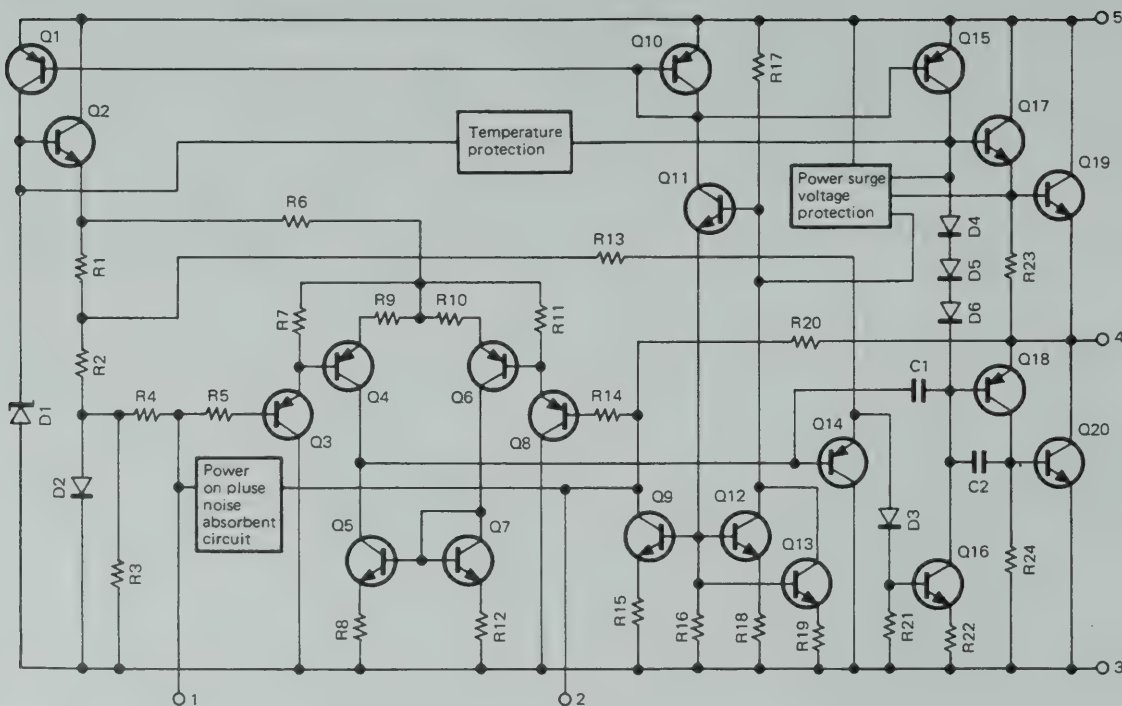 5
Q1
Q10
Q15
R17
Q2
Q17
Temperature
protection
Q11
Power surge
voltage
protection
Q19
R6
D4
R1
R13
D5
R23
R9
R10
R7
R11
D6
R20
4
R2
C1
Q18
D1
R4
R5
Q4
Q6
R14
Q3
Q8
Q14
Q20
Power
on pluse
noise
absorbent
circuit
D2
C2
Q5
Q7
Q9
Q12
D3
Q13
Q16
R3
R24
R8
R12
R15
R16
R18
R19
R21
R22
3
1
2